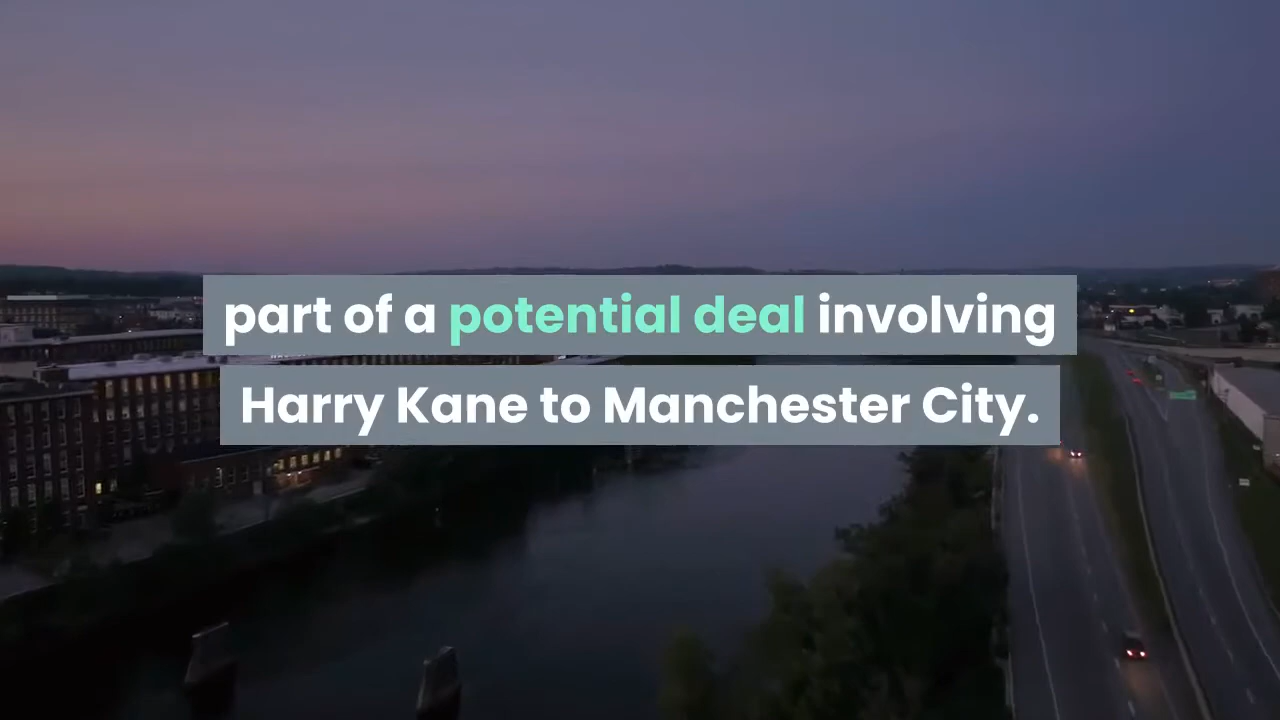 part of a potential deal involving
Harry Kane to Manchester City.